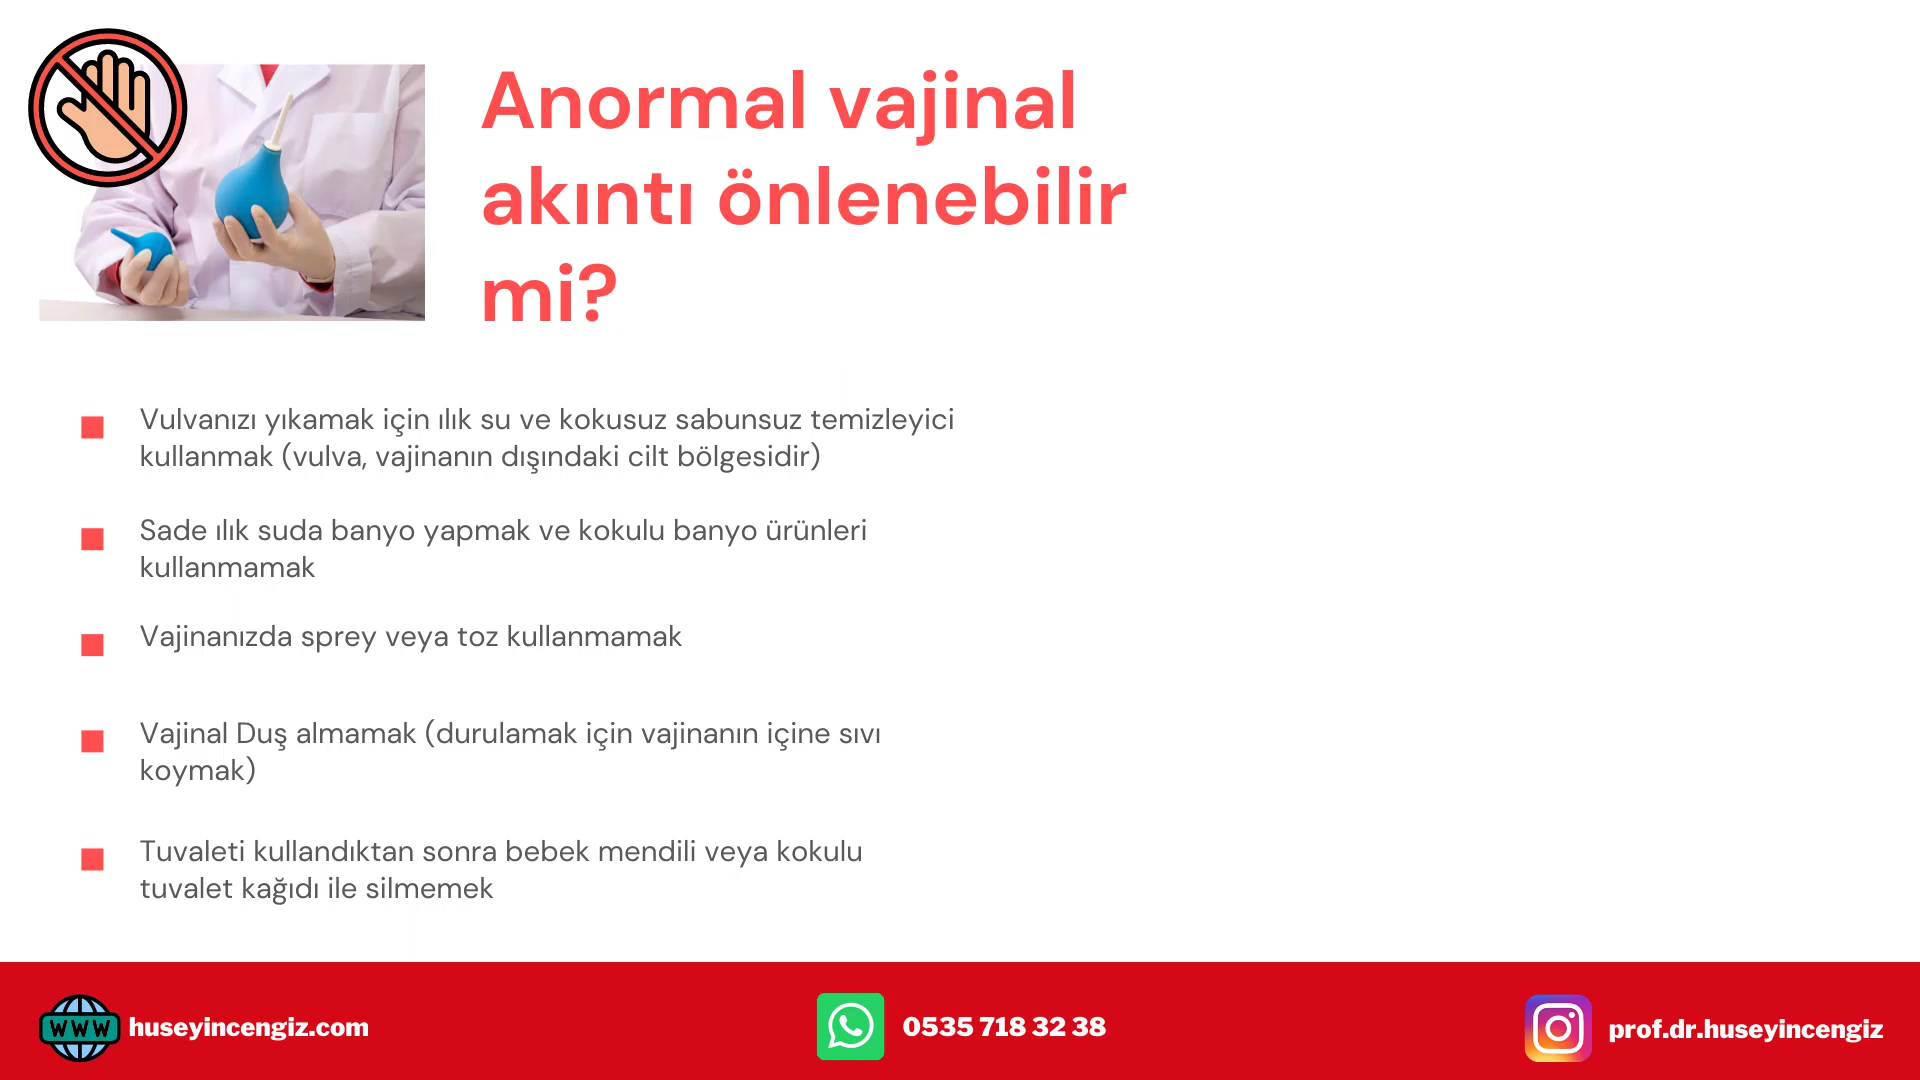 Anormal vajinal
akıntı önlenebilir
mi?
Vulvanızı yıkamak için ılık su ve kokusuz sabunsuz temizleyici
kullanmak (vulva, vajinanın dışındaki cilt bölgesidir)
Sade ılık suda banyo yapmak ve kokulu banyo ürünleri
kullanmamak
Vajinanızda sprey veya toz kullanmamak
Vajinal Duş almamak (durulamak için vajinanın içine sıvı
koymak)
Tuvaleti kullandıktan sonra bebek mendili veya kokulu
tuvalet kağıdı ile silmemek
WWW huseyincengiz.com
0535 718 32 38
prof.dr.huseyincengiz